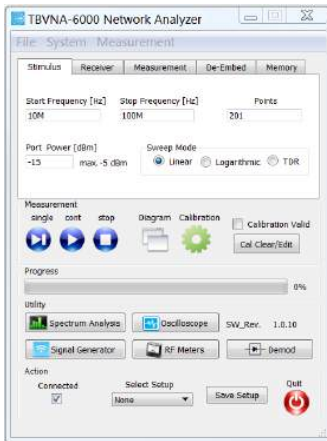 TBVNA-6000 Network Analyzer
File System Measurement
Stimulus Receiver Measurement De-Embed Memory
Start Frequency [Hz] Stop Frequency [Hz] Points
10M 100M 201
Port Power [dBm] Sweep Mode
-15 max. -5 dBm Linear Logarithmic TDR
Measurement
single cont stop Diagram Calibration Calibration Valid
Cal Clear/Edit
Progress
0%
Utility
Spectrum Analysis Oscilloscope SW_Rev. 1.0.10
Signal Generator RF Meters Demod
Action
Connected Select Setup Quit
None Save Setup